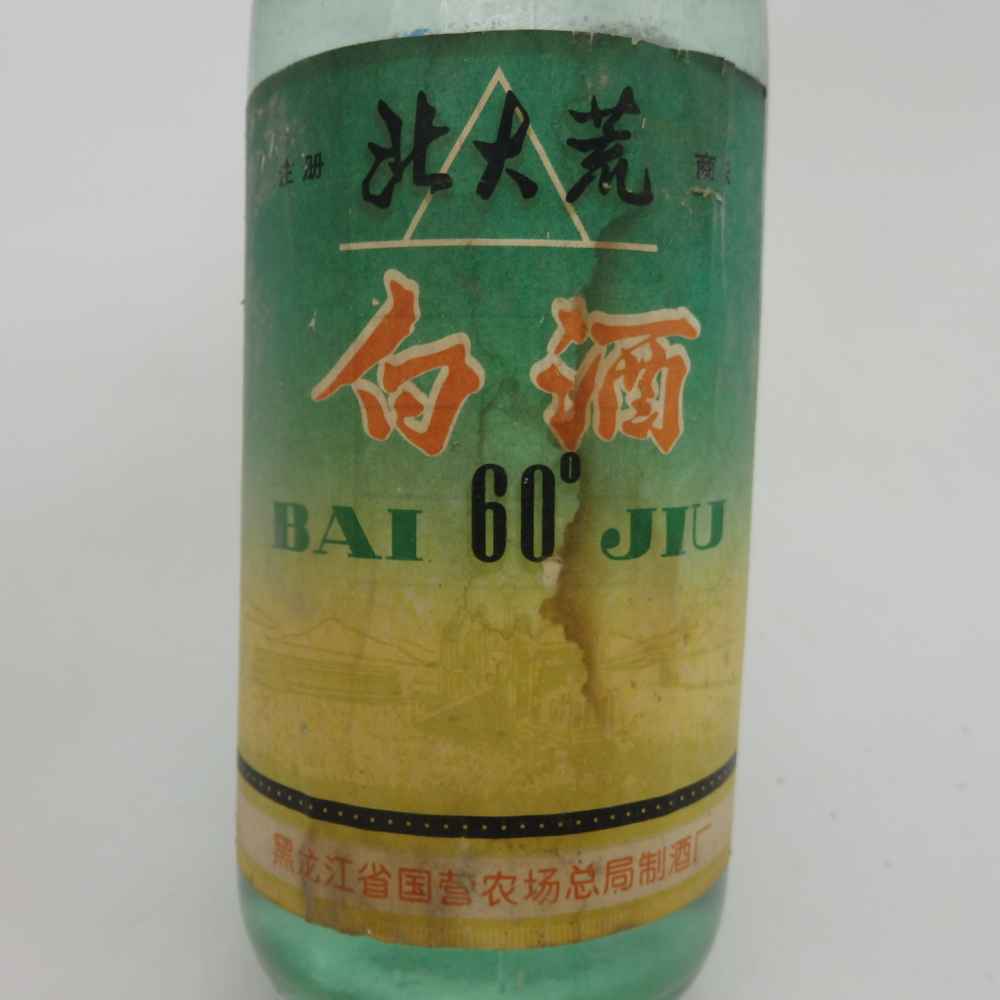 注册 北大荒 商
白酒
BAI 60° JIU
黑龙江省国营农场总局制酒厂